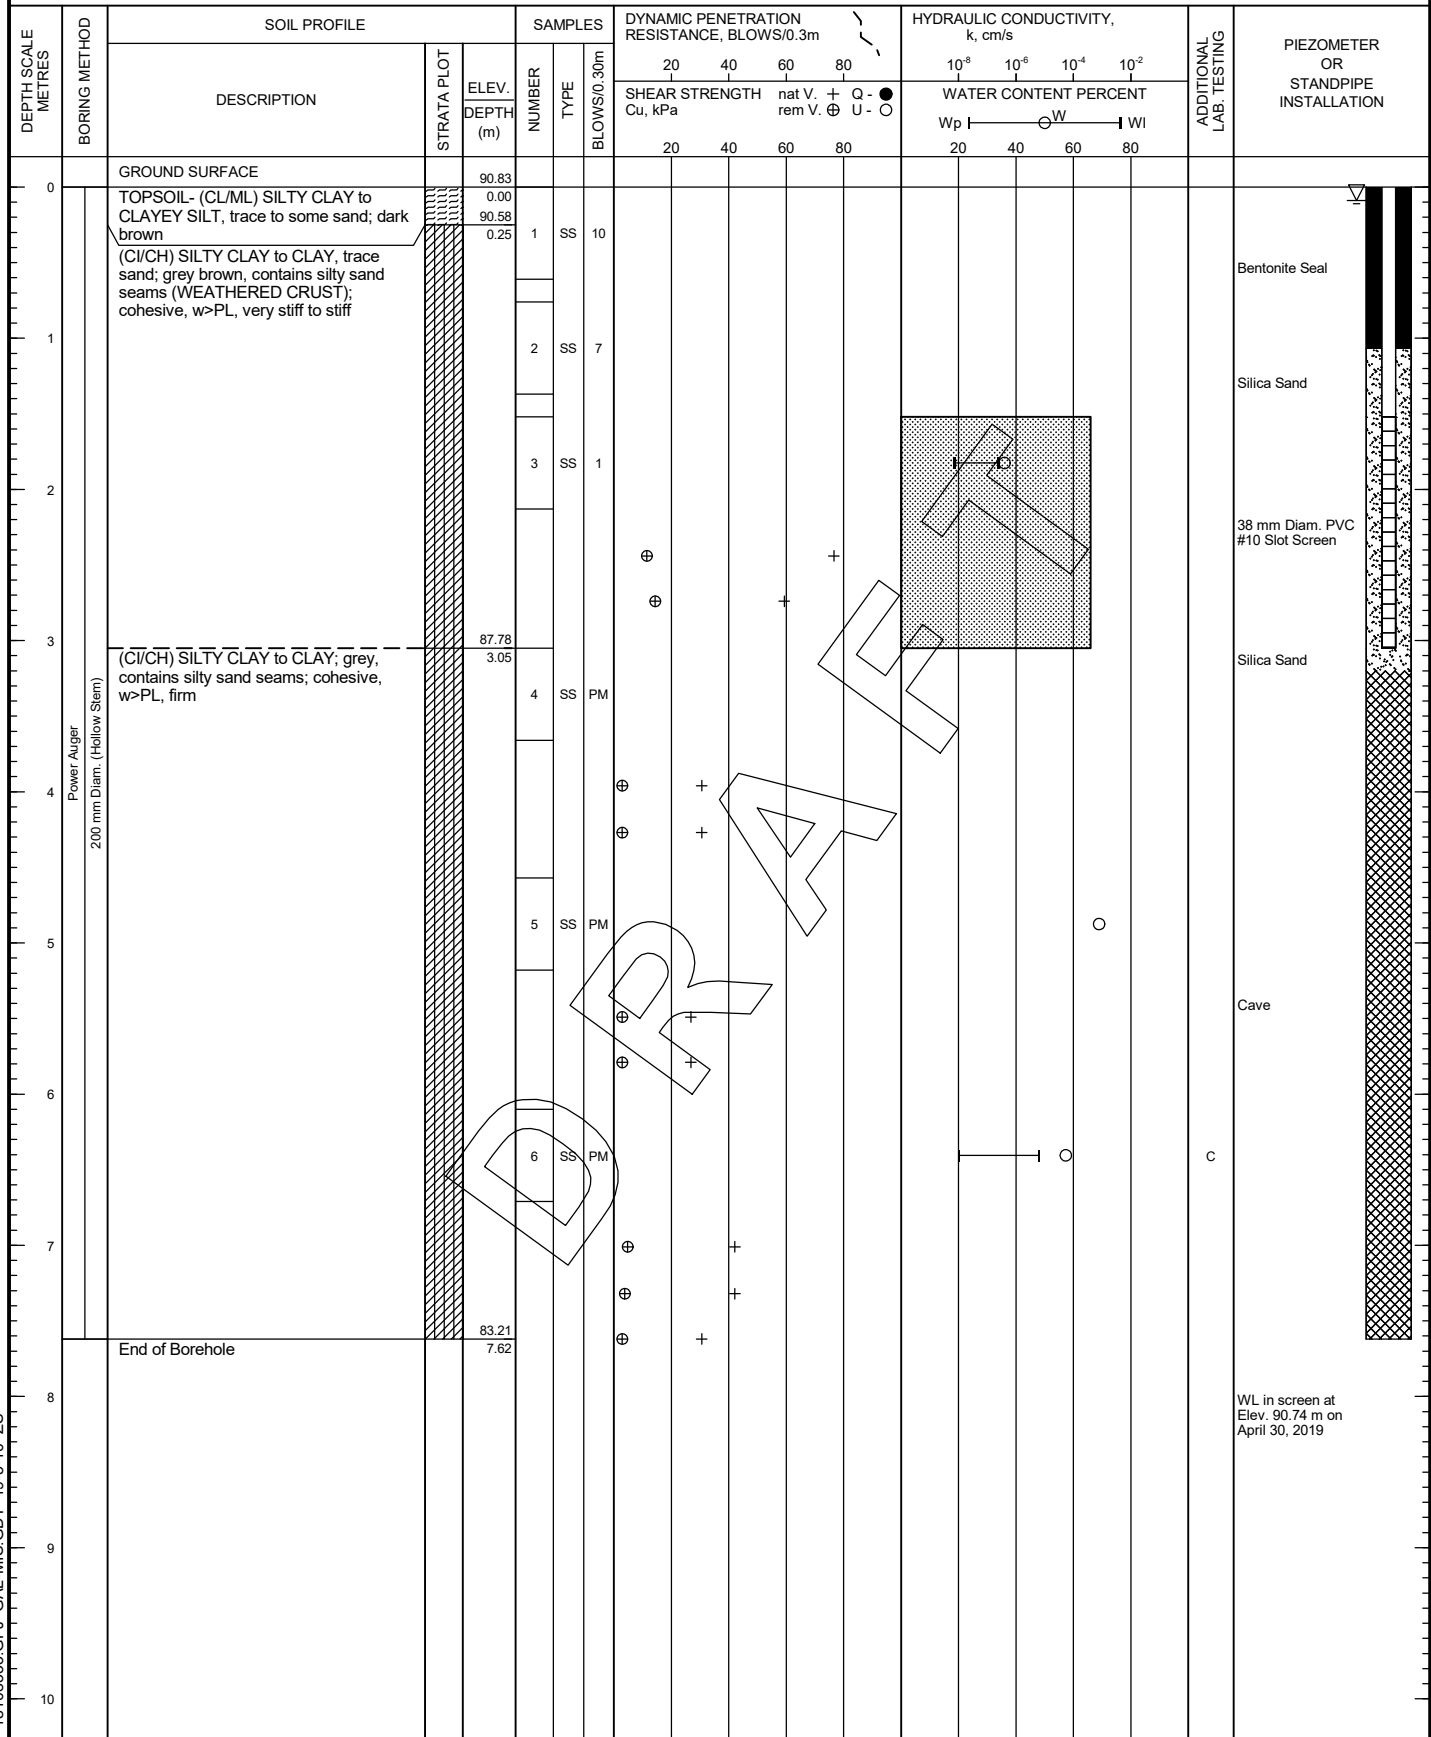 DEPTH SCALE
METRES
BORING METHOD
SOIL PROFILE
DESCRIPTION
STRATA PLOT
ELEV.
DEPTH
(m)
SAMPLES
NUMBER
TYPE
BLOWS/0.30m
DYNAMIC PENETRATION
RESISTANCE, BLOWS/0.3m
20 40 60 80
SHEAR STRENGTH nat V. + Q - ●
Cu, kPa rem V. ⊕ U - ○
20 40 60 80
HYDRAULIC CONDUCTIVITY,
k, cm/s
10⁻⁸ 10⁻⁶ 10⁻⁴ 10⁻²
WATER CONTENT PERCENT
Wp W Wl
20 40 60 80
ADDITIONAL
LAB. TESTING
PIEZOMETER
OR
STANDPIPE
INSTALLATION
GROUND SURFACE 90.83
0
TOPSOIL- (CL/ML) SILTY CLAY to 0.00
CLAYEY SILT, trace to some sand; dark 90.58
brown 0.25
1 SS 10
(CI/CH) SILTY CLAY to CLAY, trace
sand; grey brown, contains silty sand
seams (WEATHERED CRUST);
cohesive, w>PL, very stiff to stiff
Bentonite Seal
1
2 SS 7
Silica Sand
3 SS 1
2
38 mm Diam. PVC
#10 Slot Screen
3
87.78
3.05
(CI/CH) SILTY CLAY to CLAY; grey,
contains silty sand seams; cohesive,
w>PL, firm
Silica Sand
4 SS PM
Power Auger
200 mm Diam. (Hollow Stem)
4
5 SS PM
5
Cave
6
6 SS PM
C
7
83.21
End of Borehole 7.62
8
WL in screen at
Elev. 90.74 m on
April 30, 2019
9
10
DRAFT